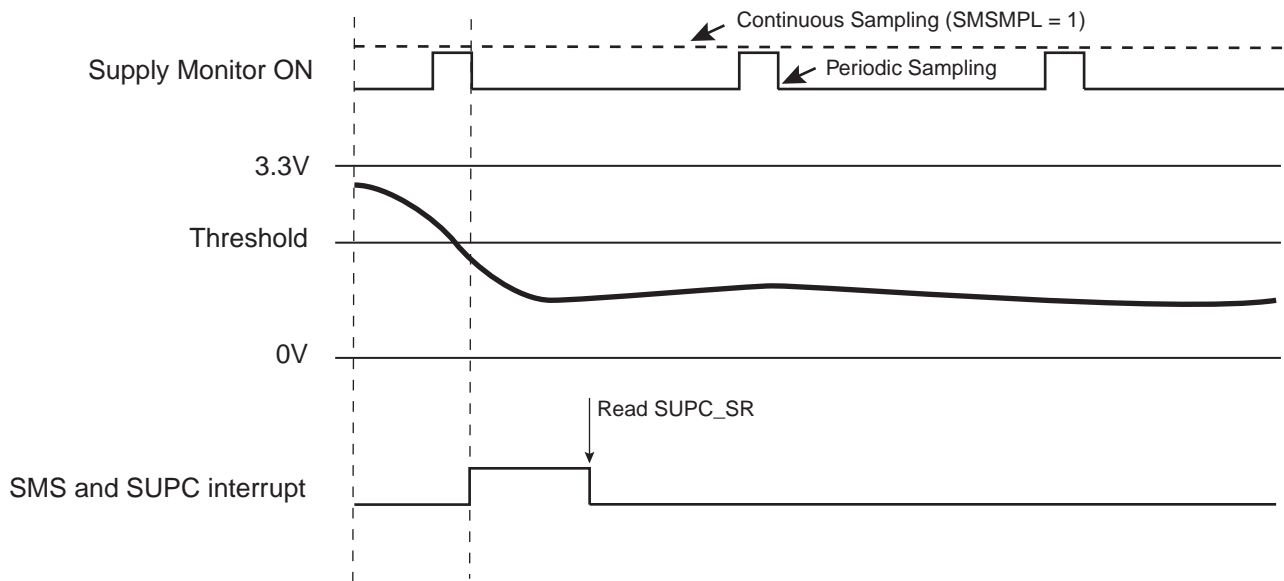 Continuous Sampling (SMSMPL = 1)
Supply Monitor ON
Periodic Sampling
3.3V
Threshold
0V
Read SUPC_SR
SMS and SUPC interrupt